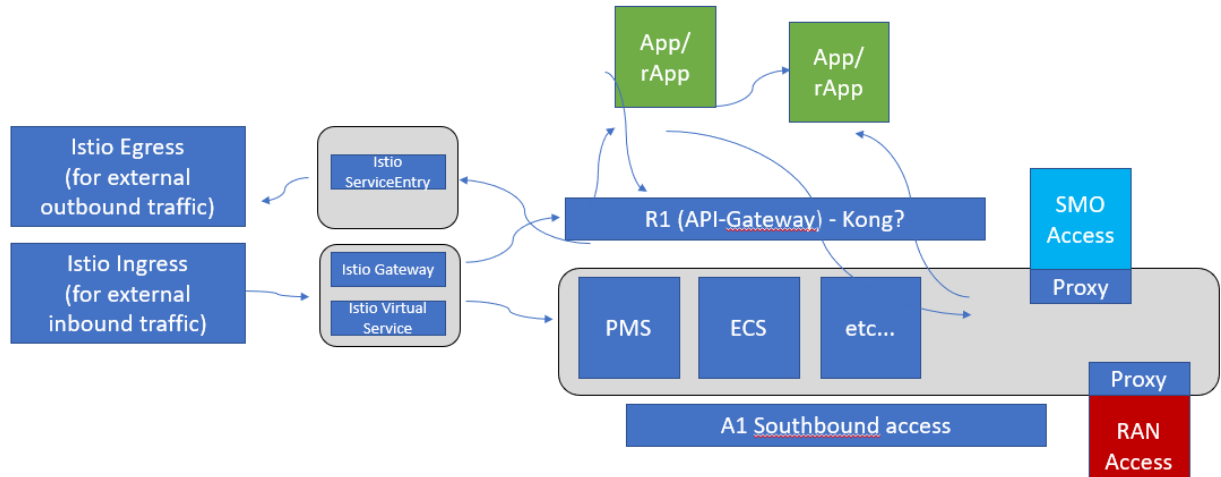 App/
rApp
App/
rApp
Istio Egress
(for external
outbound traffic)
Istio
ServiceEntry
SMO
Access
R1 (API-Gateway) - Kong?
Istio Ingress
(for external
inbound traffic)
Istio Gateway
Istio Virtual
Service
Proxy
PMS
ECS
etc...
Proxy
A1 Southbound access
RAN
Access